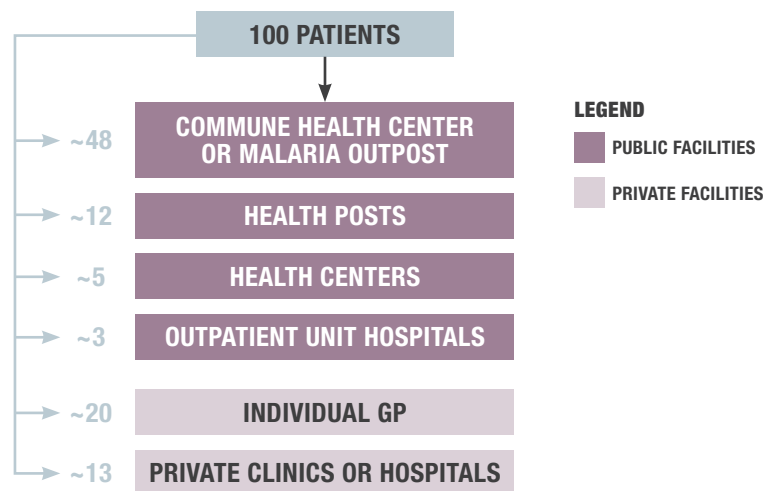 100 PATIENTS
~48
COMMUNE HEALTH CENTER
OR MALARIA OUTPOST
~12
HEALTH POSTS
~5
HEALTH CENTERS
~3
OUTPATIENT UNIT HOSPITALS
~20
INDIVIDUAL GP
~13
PRIVATE CLINICS OR HOSPITALS
LEGEND
PUBLIC FACILITIES
PRIVATE FACILITIES